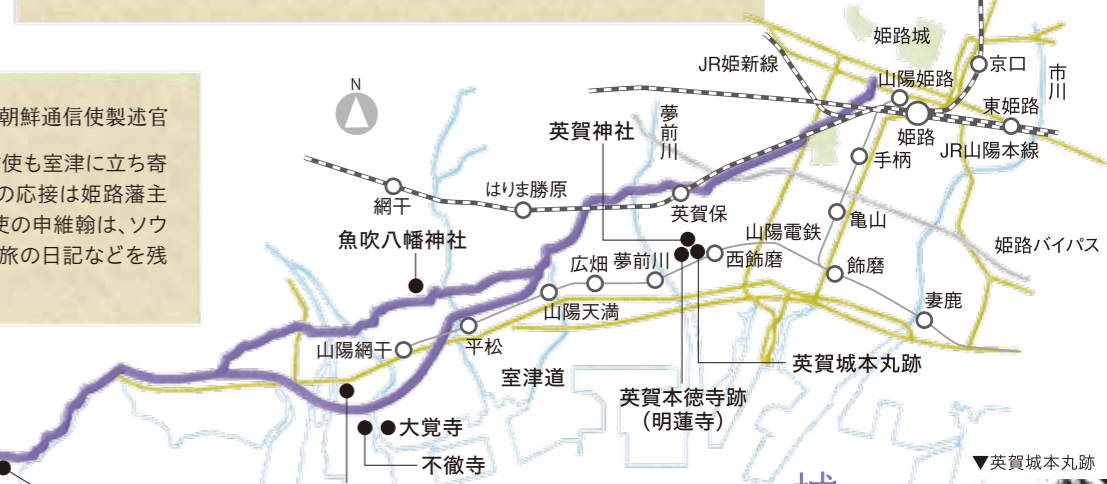 朝鮮通信使製述官
使も室津に立ち寄
の応接は姫路藩主
使の申維翰は、ソウ
旅の日記などを残
N
姫路城
JR姫新線
山陽姫路
京口
市川
東姫路
姫路
JR山陽本線
手柄
英賀神社
夢前川
はりま勝原
網干
英賀保
亀山
魚吹八幡神社
山陽電鉄
姫路バイパス
広畑
夢前川
西飾磨
飾磨
山陽天満
妻鹿
山陽網干
平松
室津道
英賀城本丸跡
英賀本徳寺跡
(明蓮寺)
大覚寺
不徹寺
▼英賀城本丸跡